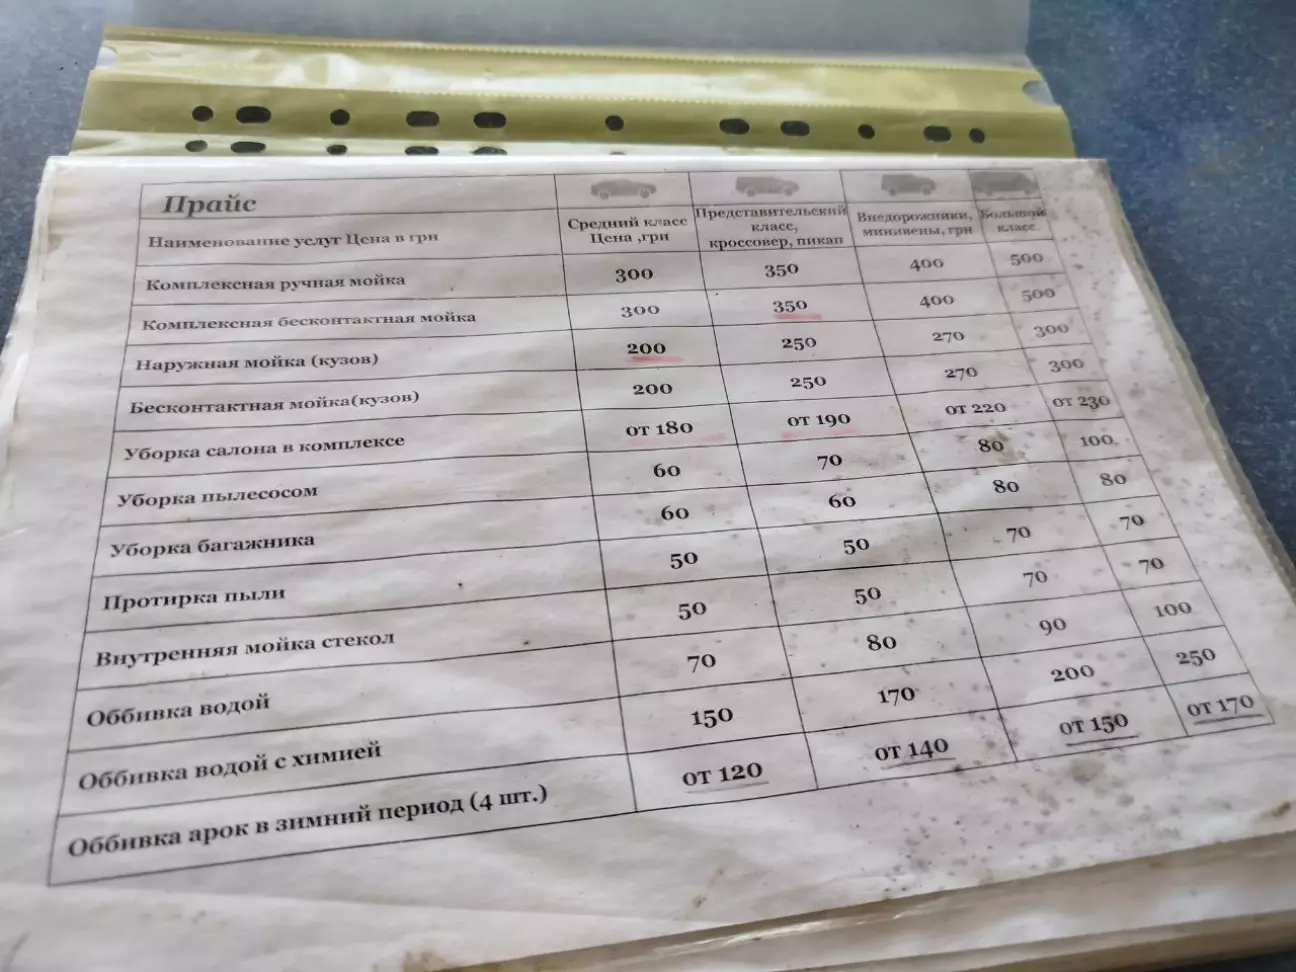 Прайс
Наименование услуг Цена в грн
Средний класс
Цена ,грн
Представительский
класс,
кроссовер, пикап
Внедорожники,
минивены, грн
Большой
класс
Комплексная ручная мойка 300 350 400 500
Комплексная бесконтактная мойка 300 350 400 500
Наружная мойка (кузов) 200 250 270 300
Бесконтактная мойка(кузов) 200 250 270 300
Уборка салона в комплексе от 180 от 190 от 220 от 230
Уборка пылесосом 60 70 80 100
Уборка багажника 60 60 80 80
Протирка пыли 50 50 70 70
Внутренняя мойка стекол 50 50 70 70
Оббивка водой 70 80 90 100
Оббивка водой с химией 150 170 200 250
Оббивка арок в зимний период (4 шт.) от 120 от 140 от 150 от 170